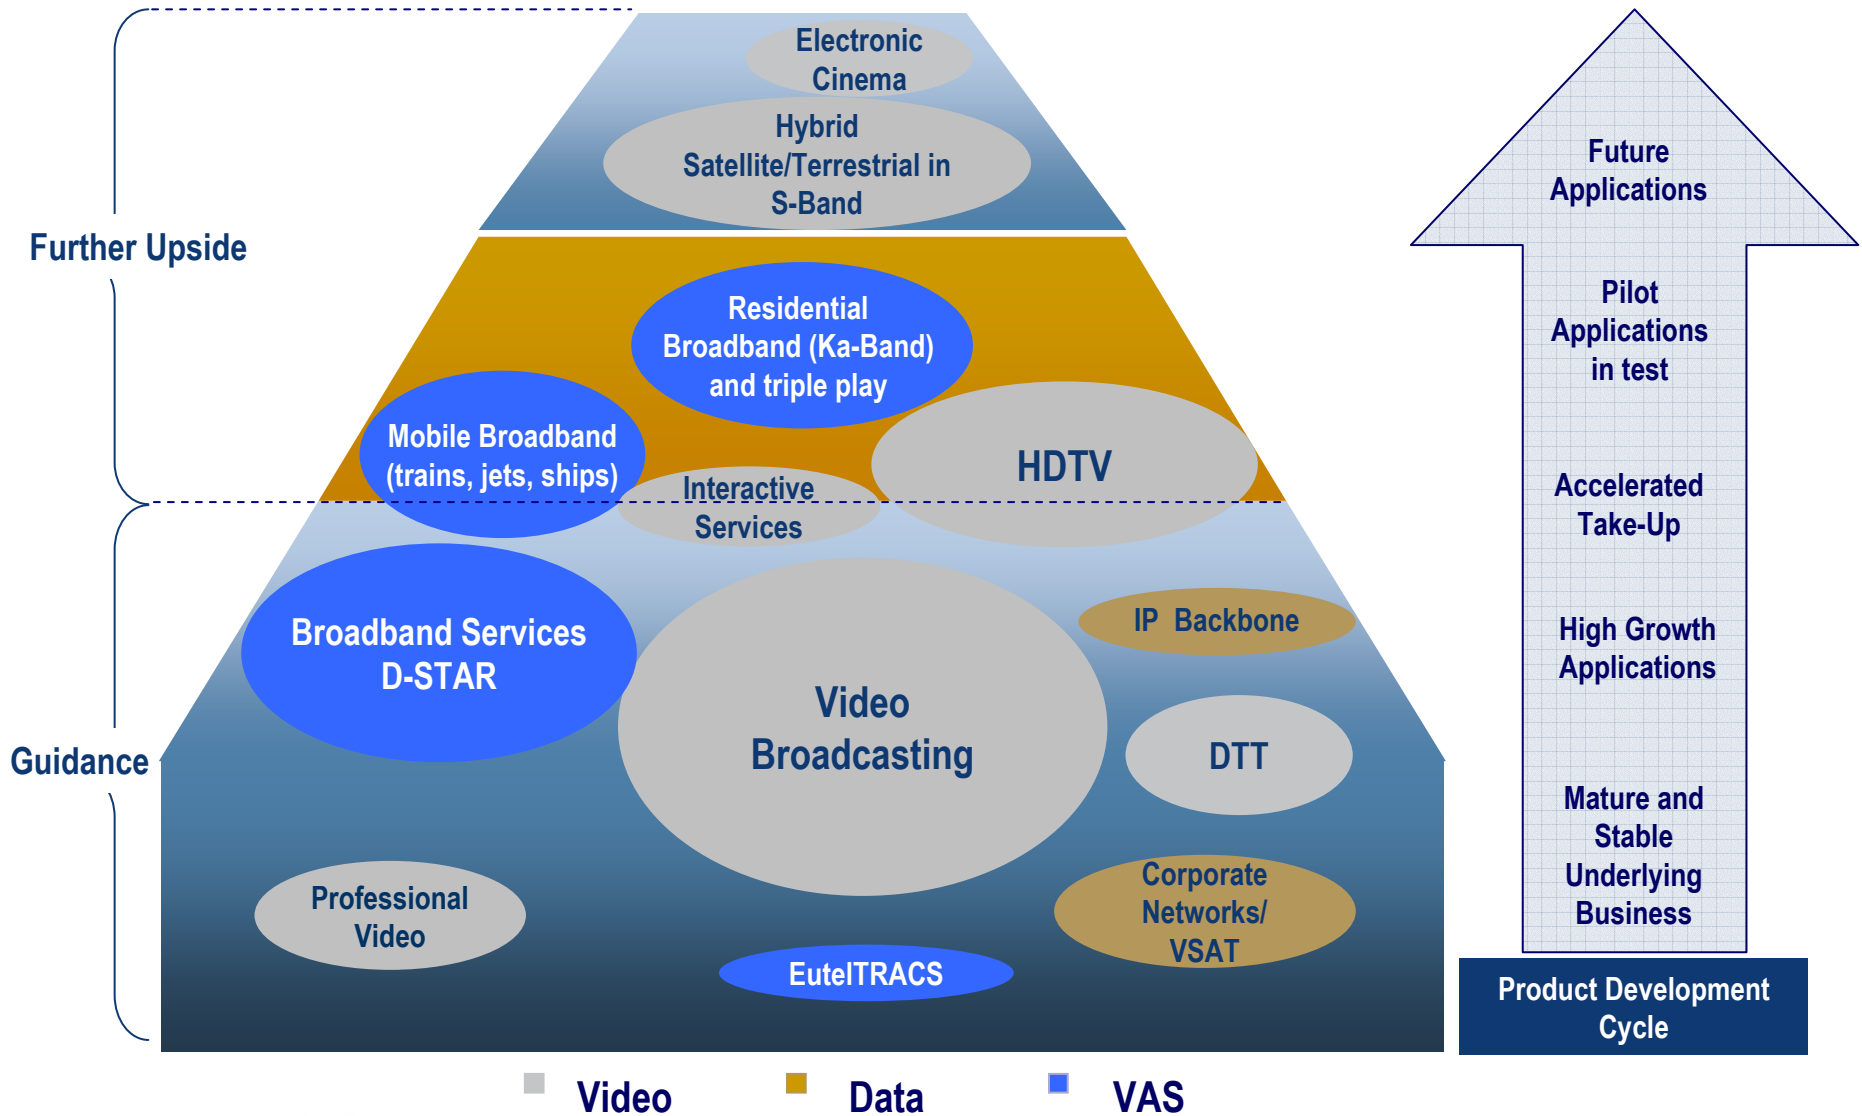 Electronic
Cinema
Hybrid
Satellite/Terrestrial in
S-Band
Further Upside
Residential
Broadband (Ka-Band)
and triple play
Mobile Broadband
(trains, jets, ships)
HDTV
Interactive
Services
Broadband Services
D-STAR
IP Backbone
Video
Broadcasting
DTT
Guidance
Professional
Video
Corporate
Networks/
VSAT
EutelTRACS
Future
Applications
Pilot
Applications
in test
Accelerated
Take-Up
High Growth
Applications
Mature and
Stable
Underlying
Business
Product Development
Cycle
Video
Data
VAS